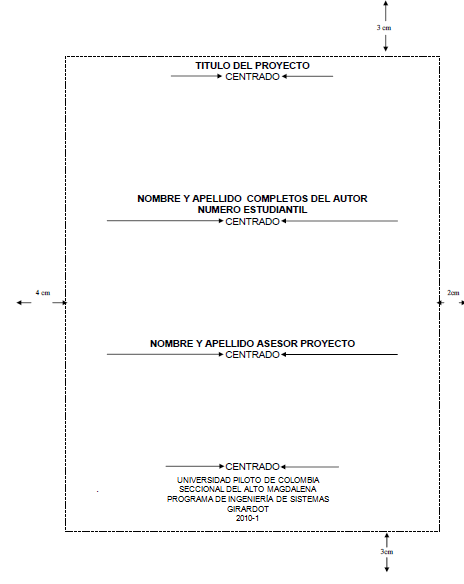 3 cm
TITULO DEL PROYECTO
CENTRADO
NOMBRE Y APELLIDO COMPLETOS DEL AUTOR
NUMERO ESTUDIANTIL
CENTRADO
4 cm
2cm
NOMBRE Y APELLIDO ASESOR PROYECTO
CENTRADO
CENTRADO
UNIVERSIDAD PILOTO DE COLOMBIA
SECCIONAL DEL ALTO MAGDALENA
PROGRAMA DE INGENIERÍA DE SISTEMAS
GIRARDOT
2010-1
3cm